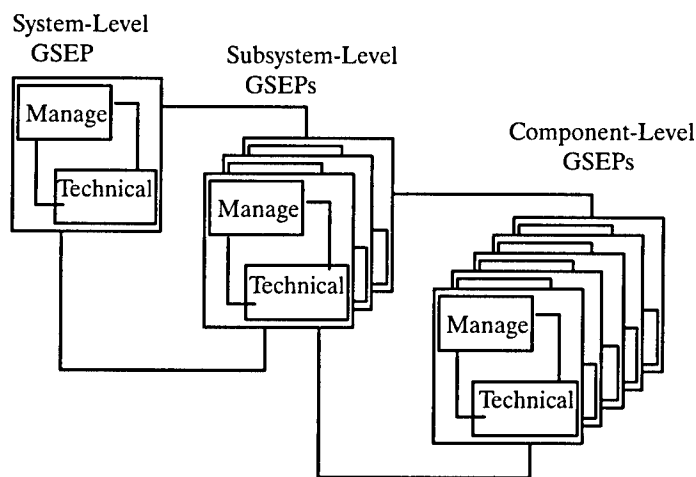 System-Level
GSEP
Manage
Technical
Subsystem-Level
GSEPs
Manage
Technical
Component-Level
GSEPs
Manage
Technical